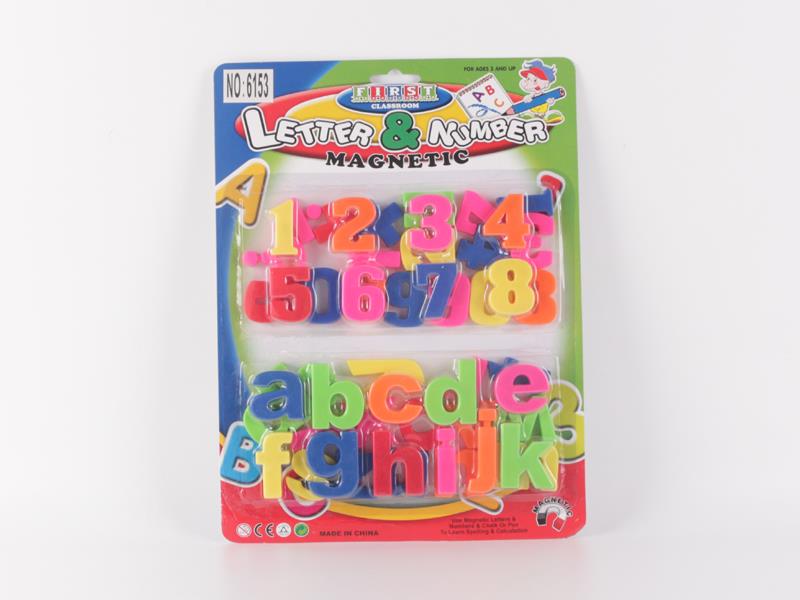 NO:6153
FOR AGES 3 AND UP
FIRST
CLASSROOM
LETTER & NUMBER
MAGNETIC
A B C
A
1 2 3 4
5 6 7 8
a b c d e
f g h i j k
B
MAGNETIC
CE
MADE IN CHINA
Use Magnetic Letters &
Numbers & Chalk Or Pen
To Learn Spelling & Calculation